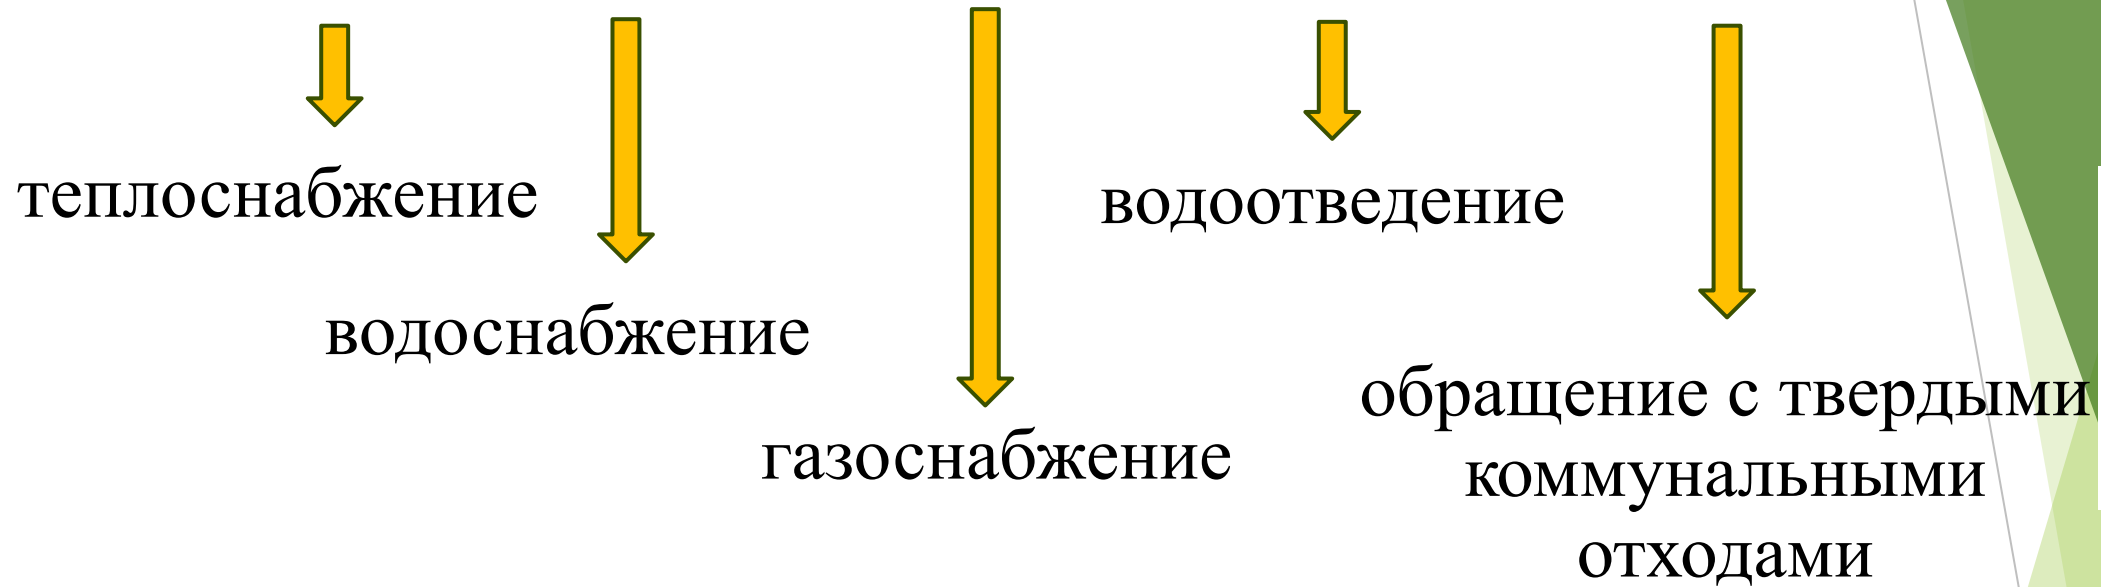 теплоснабжение
водоснабжение
газоснабжение
водоотведение
обращение с твердыми
коммунальными
отходами